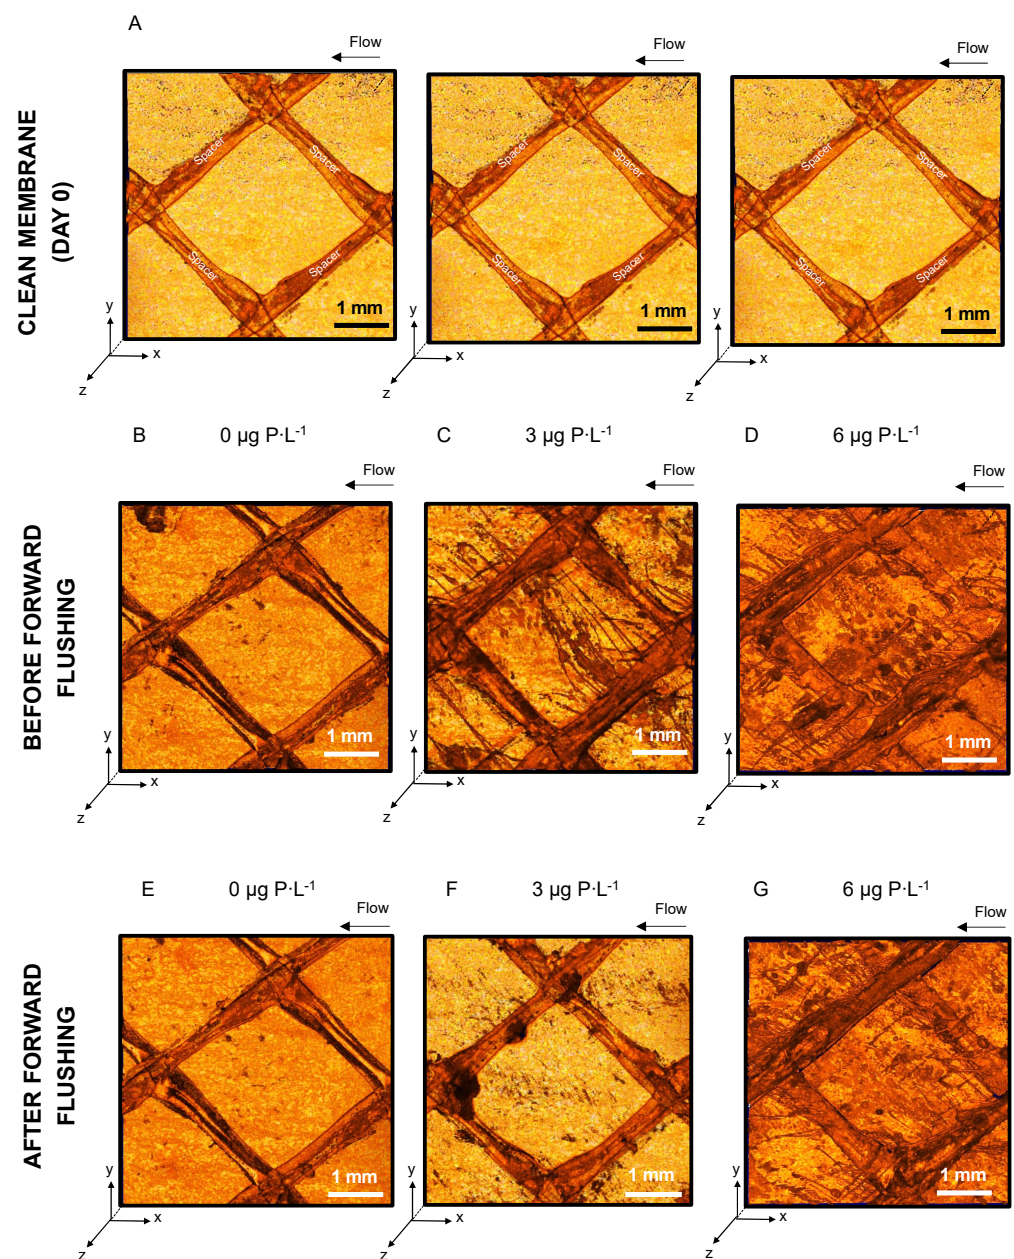 A
Flow
Flow
Flow
CLEAN MEMBRANE
(DAY 0)
Spacer
Spacer
Spacer
Spacer
1 mm
y
x
z
Spacer
Spacer
Spacer
Spacer
1 mm
y
x
z
Spacer
Spacer
Spacer
Spacer
1 mm
y
x
z
B 0 µg P·L-1
C 3 µg P·L-1
D 6 µg P·L-1
Flow
Flow
Flow
BEFORE FORWARD
FLUSHING
1 mm
y
x
z
1 mm
y
x
z
1 mm
y
x
z
E 0 µg P·L-1
F 3 µg P·L-1
G 6 µg P·L-1
Flow
Flow
Flow
AFTER FORWARD
FLUSHING
1 mm
y
x
z
1 mm
y
x
z
1 mm
y
x
z